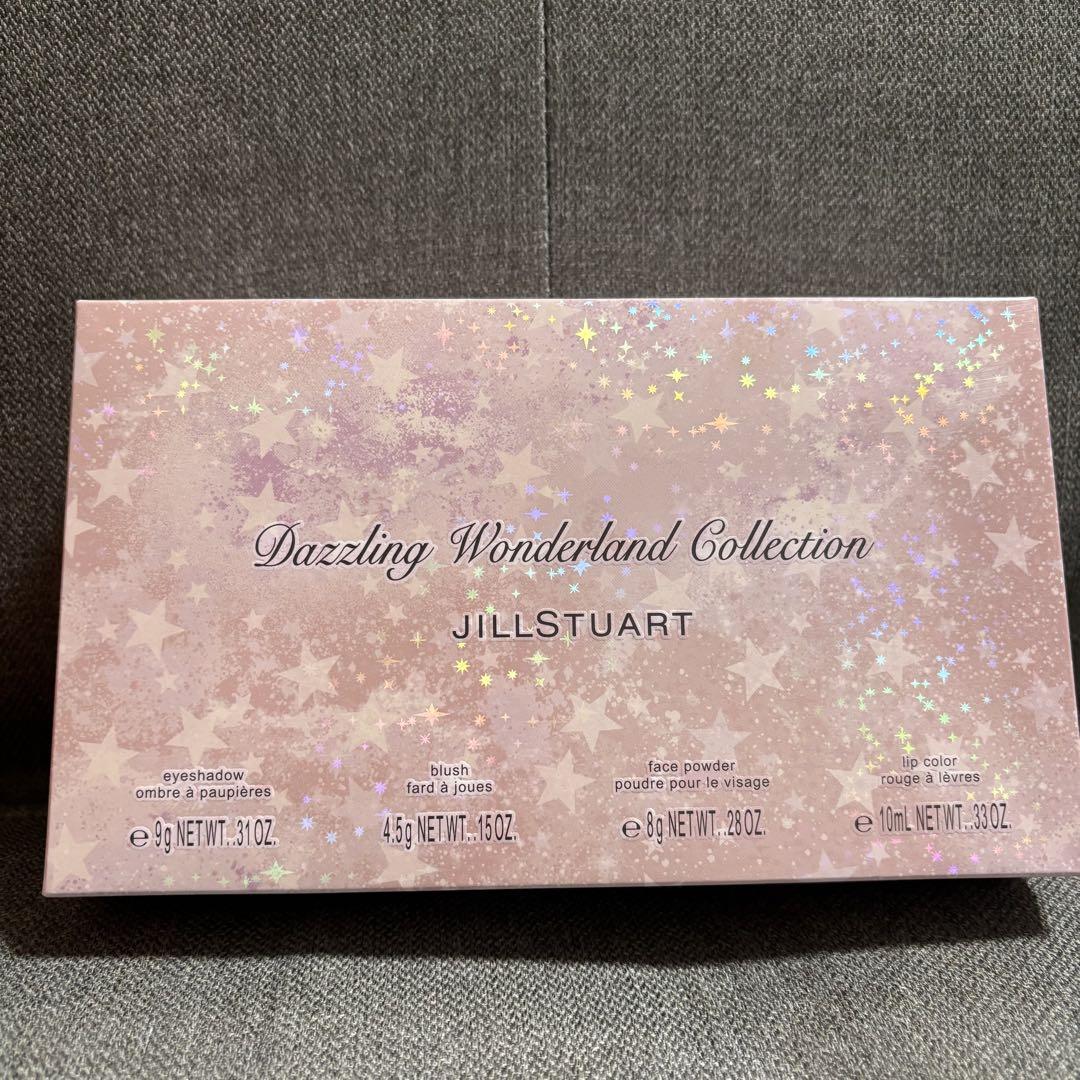 Dazzling Wonderland Collection
JILLSTUART
eyeshadow
ombre à paupières
℮ 9g NET WT. .31 OZ.
blush
fard à joues
4.5g NET WT. .15 OZ.
face powder
poudre pour le visage
℮ 8g NET WT. .28 OZ.
lip color
rouge à lèvres
℮ 10mL NET WT. .33 OZ.